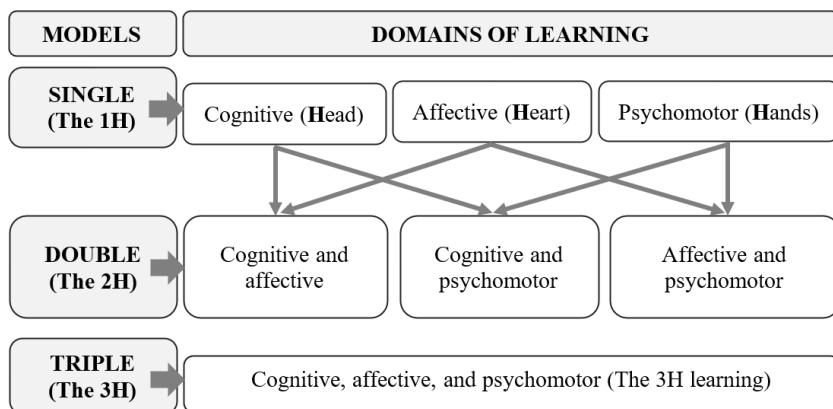 MODELS
DOMAINS OF LEARNING
SINGLE
(The 1H)
Cognitive (Head)
Affective (Heart)
Psychomotor (Hands)
DOUBLE
(The 2H)
Cognitive and
affective
Cognitive and
psychomotor
Affective and
psychomotor
TRIPLE
(The 3H)
Cognitive, affective, and psychomotor (The 3H learning)